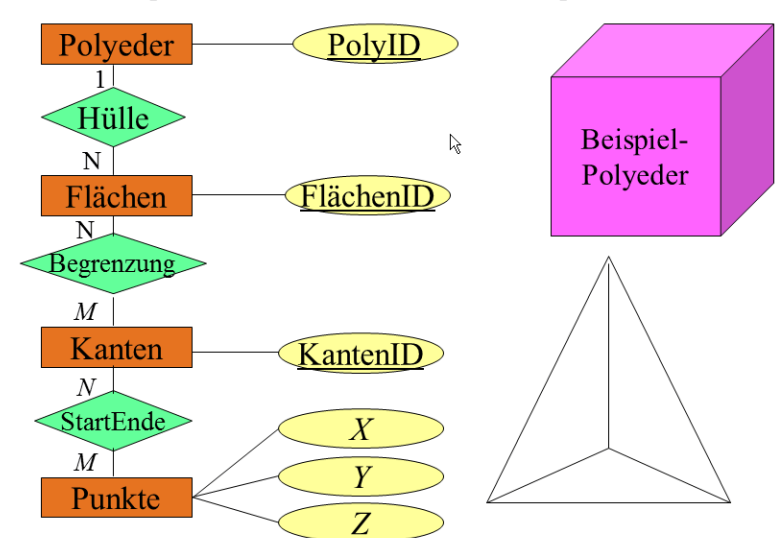 Polyeder
PolyID
1
Hülle
N
Flächen
FlächenID
N
Begrenzung
M
Kanten
KantenID
N
StartEnde
M
Punkte
X
Y
Z
Beispiel-
Polyeder